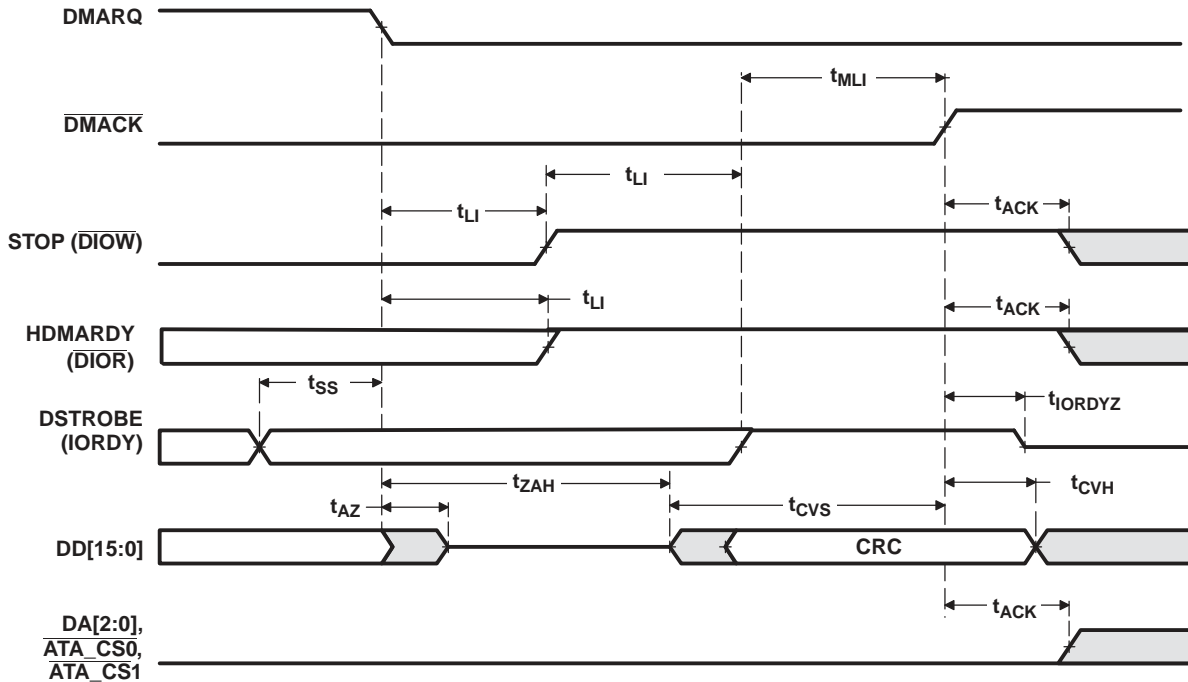 DMARQ
tMLI
DMACK
tLI
tLI
tACK
STOP (DIOW)
tLI
tACK
HDMARDY
(DIOR)
tSS
tIORDYZ
DSTROBE
(IORDY)
tZAH
tCVH
tAZ
tCVS
DD[15:0]
CRC
tACK
DA[2:0],
ATA_CS0,
ATA_CS1